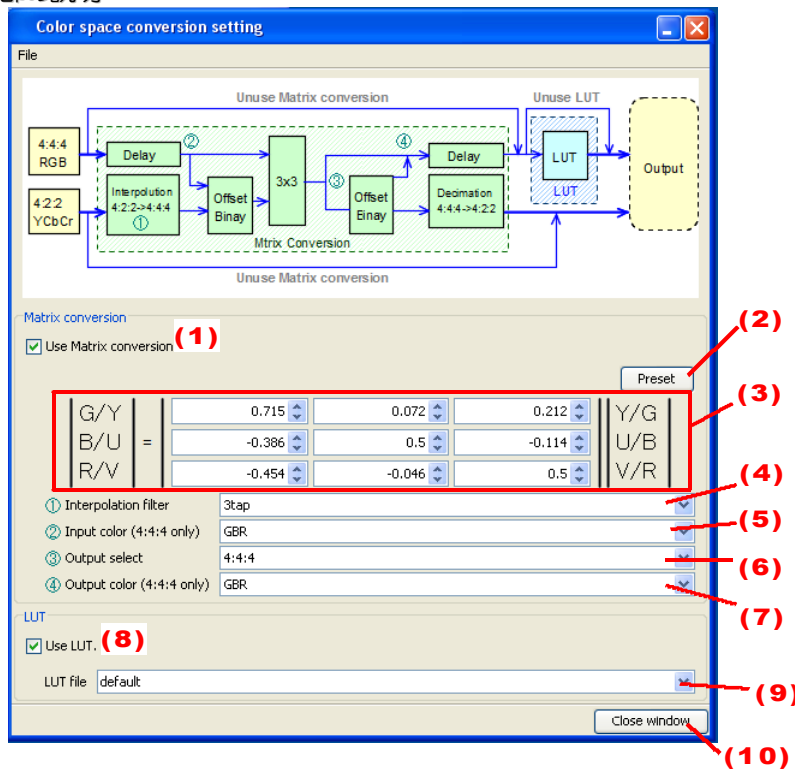 Color space conversion setting
File
Unuse Matrix conversion
Unuse LUT
4:4:4
RGB
Delay
②
④
Delay
LUT
Output
4:2:2
YCbCr
Interpolution
4:2:2->4:4:4
①
Offset
Binay
3x3
③
Offset
Einay
Decimation
4:4:4->4:2:2
LUT
Mtrix Conversion
Unuse Matrix conversion
Matrix conversion
(1)
(2)
Use Matrix conversion
Preset
(3)
G/Y 0.715 0.072 0.212 Y/G
B/U = -0.386 0.5 -0.114 U/B
R/V -0.454 -0.046 0.5 V/R
(4)
① Interpolation filter 3tap
(5)
② Input color (4:4:4 only) GBR
③ Output select 4:4:4
(6)
④ Output color (4:4:4 only) GBR
(7)
LUT
Use LUT. (8)
LUT file default
(9)
Close window
(10)